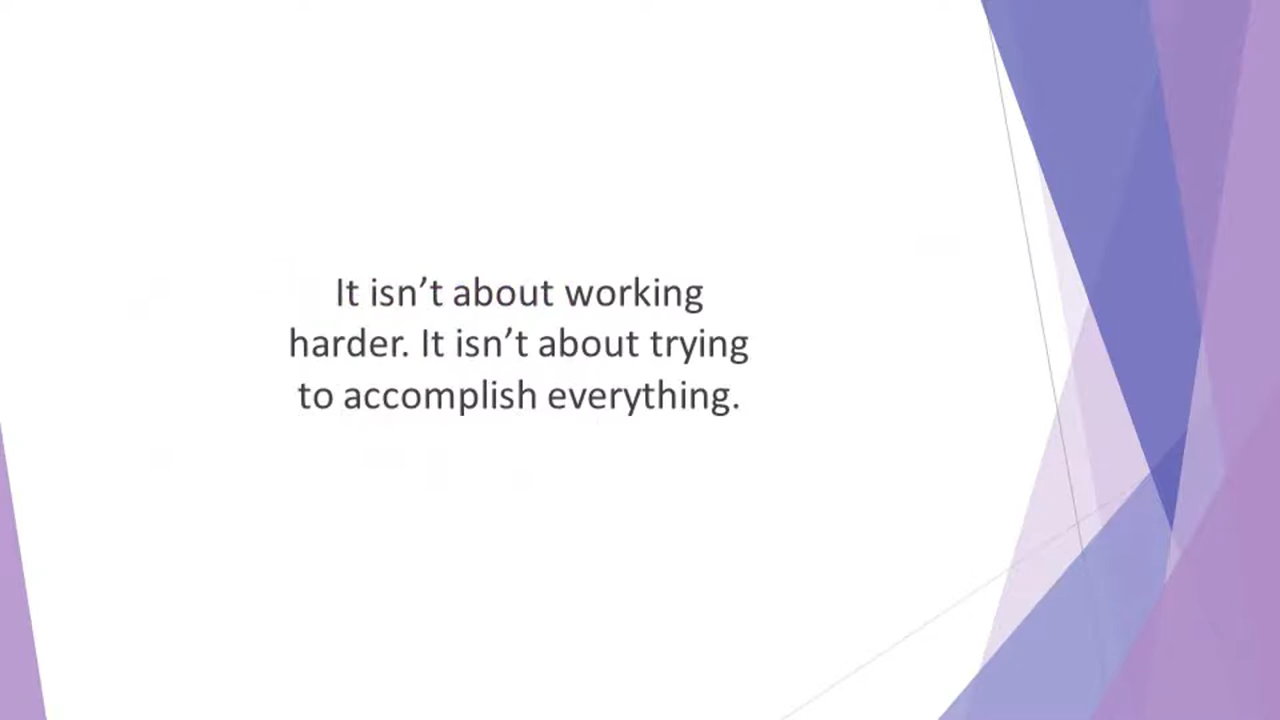 It isn’t about working
harder. It isn’t about trying
to accomplish everything.